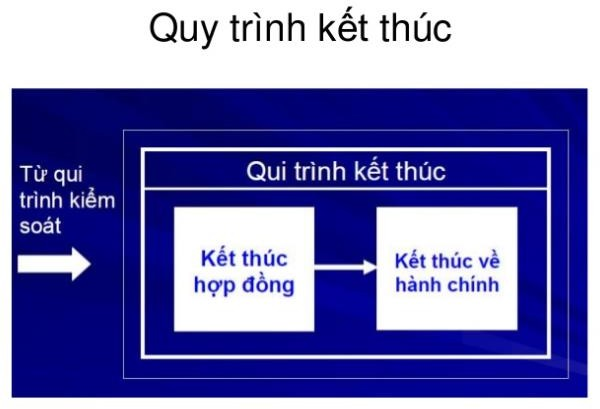 Quy trình kết thúc
Từ qui
trình kiểm
soát
Qui trình kết thúc
Kết thúc
hợp đồng
Kết thúc về
hành chính